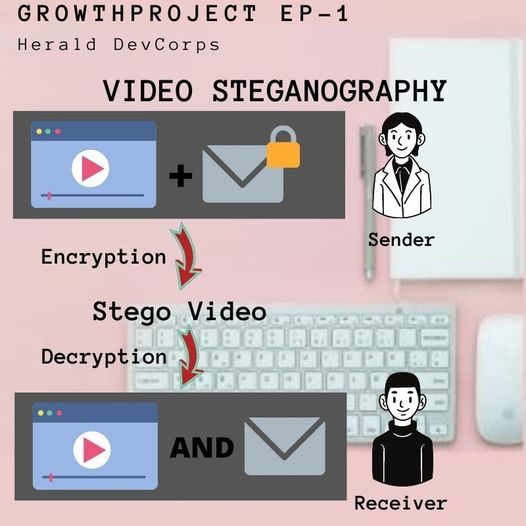 GROWTHPROJECT EP-1
Herald DevCorps
VIDEO STEGANOGRAPHY
+
Sender
Encryption
Stego Video
Decryption
AND
Receiver